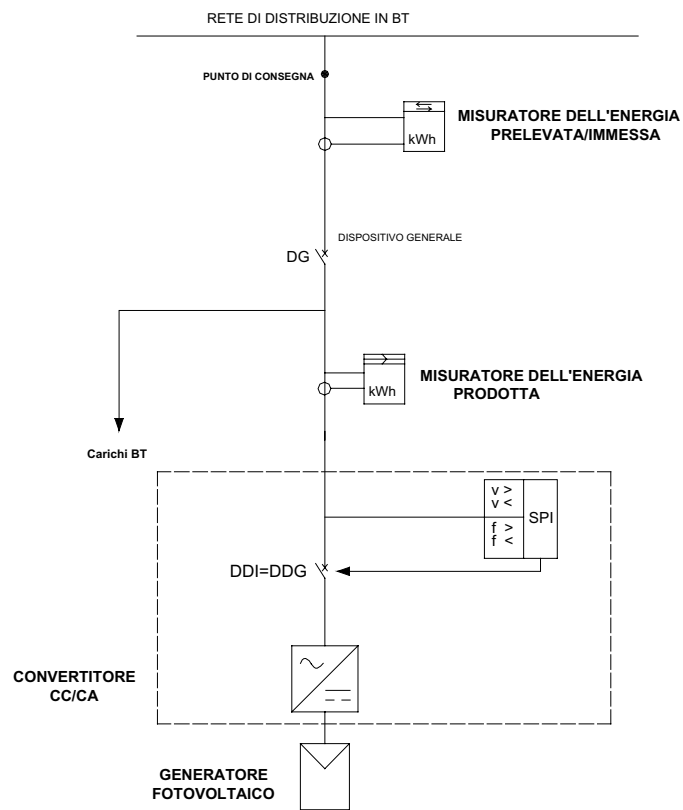 RETE DI DISTRIBUZIONE IN BT
PUNTO DI CONSEGNA
MISURATORE DELL'ENERGIA
PRELEVATA/IMMESSA
kWh
DISPOSITIVO GENERALE
DG
MISURATORE DELL'ENERGIA
PRODOTTA
kWh
Carichi BT
v >
v <
SPI
f >
f <
DDI=DDG
CONVERTITORE
CC/CA
GENERATORE
FOTOVOLTAICO